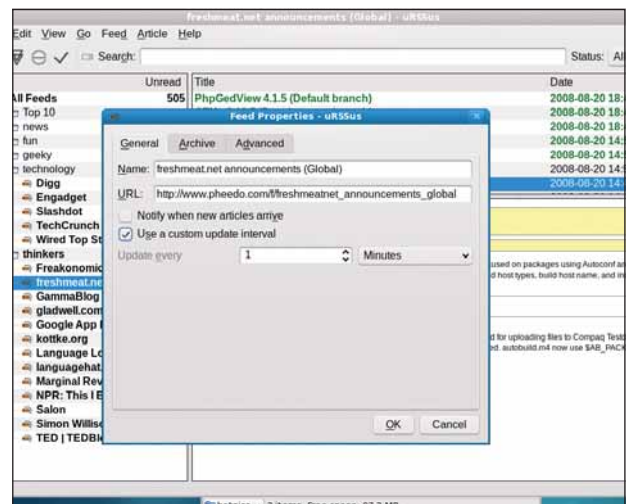 freshmeat.net announcements (Global) - uRSSus
Edit View Go Feed Article Help
Search: Status: All
Unread Title Date
All Feeds 505 PhpGedView 4.1.5 (Default branch) 2008-08-20 18:
Top 10 2008-08-20 18:
news 2008-08-20 18:
fun 2008-08-20 14:
geeky 2008-08-20 14:
technology 2008-08-20 14:
Digg 2008-08-20 14:
Engadget
Slashdot
TechCrunch
Wired Top St
thinkers
Freakonomic
freshmeat.ne
GammaBlog
gladwell.com
Google App
kottke.org
Language Lo
languagehat.
Marginal Rev
NPR: This I B
Salon
Simon Williso
TED | TEDBl
Feed Properties - uRSSus
General Archive Advanced
Name: freshmeat.net announcements (Global)
URL: http://www.pheedo.com/f/freshmeatnet_announcements_global
Notify when new articles arrive
Use a custom update interval
Update every 1 Minutes
OK Cancel
used on packages using Autoconf an
d host types, build host name, and in
d for uploading files to Compaq Testd
ed. autobuild.m4 now use $AB_PACK